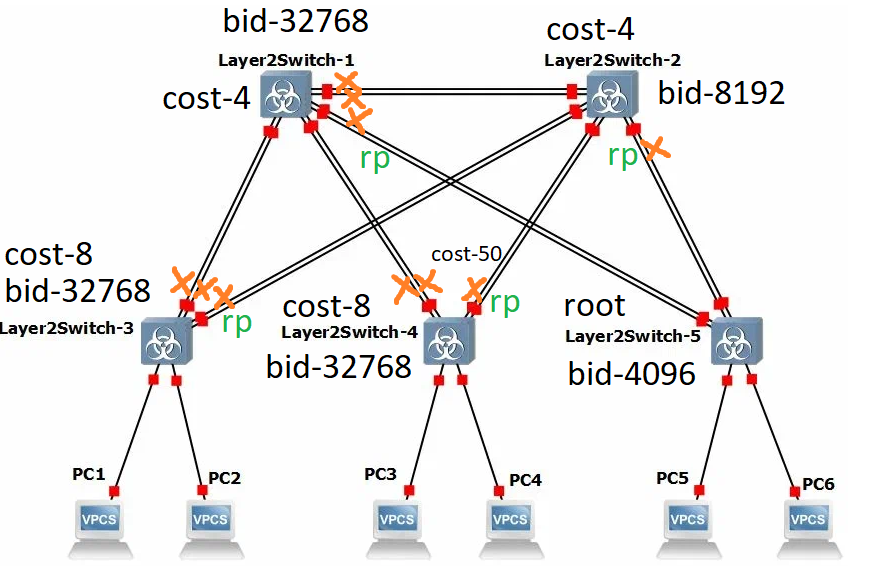 bid-32768
cost-4
Layer2Switch-1
Layer2Switch-2
cost-4
bid-8192
rp
rp
cost-50
cost-8
bid-32768
rp
cost-8
rp
root
Layer2Switch-3
Layer2Switch-4
Layer2Switch-5
bid-32768
bid-4096
PC1
PC2
PC3
PC4
PC5
PC6
VPCS
VPCS
VPCS
VPCS
VPCS
VPCS